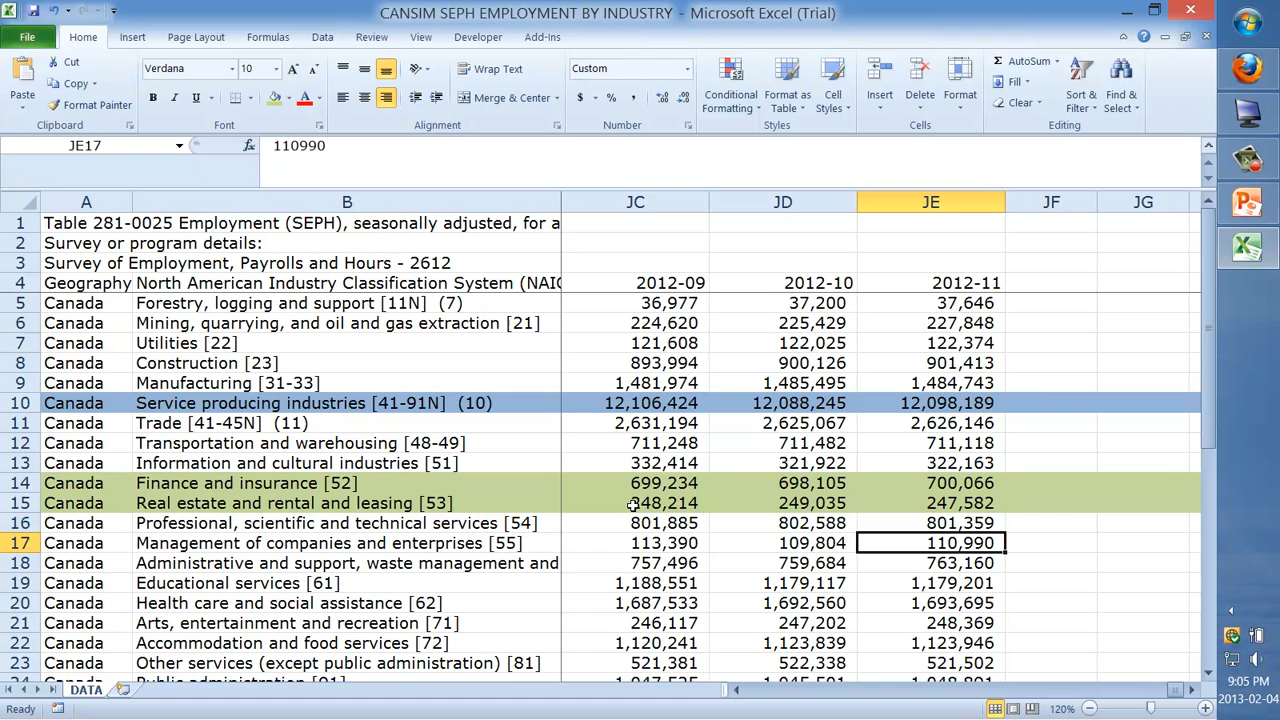 CANSIM SEPH EMPLOYMENT BY INDUSTRY - Microsoft Excel (Trial)
File Home Insert Page Layout Formulas Data Review View Developer Add-Ins
Paste Cut Copy Format Painter Clipboard
Verdana 10 B I U A Font
Wrap Text Merge & Center Alignment
Custom $ % , Number
Conditional Formatting Format as Table Cell Styles Styles
Insert Delete Format Cells
Σ AutoSum Fill Clear Sort & Filter Find & Select Editing
JE17 fx 110990
A B JC JD JE JF JG
1 Table 281-0025 Employment (SEPH), seasonally adjusted, for a
2 Survey or program details:
3 Survey of Employment, Payrolls and Hours - 2612
4 Geography North American Industry Classification System (NAIC 2012-09 2012-10 2012-11
5 Canada Forestry, logging and support [11N] (7) 36,977 37,200 37,646
6 Canada Mining, quarrying, and oil and gas extraction [21] 224,620 225,429 227,848
7 Canada Utilities [22] 121,608 122,025 122,374
8 Canada Construction [23] 893,994 900,126 901,413
9 Canada Manufacturing [31-33] 1,481,974 1,485,495 1,484,743
10 Canada Service producing industries [41-91N] (10) 12,106,424 12,088,245 12,098,189
11 Canada Trade [41-45N] (11) 2,631,194 2,625,067 2,626,146
12 Canada Transportation and warehousing [48-49] 711,248 711,482 711,118
13 Canada Information and cultural industries [51] 332,414 321,922 322,163
14 Canada Finance and insurance [52] 699,234 698,105 700,066
15 Canada Real estate and rental and leasing [53] 248,214 249,035 247,582
16 Canada Professional, scientific and technical services [54] 801,885 802,588 801,359
17 Canada Management of companies and enterprises [55] 113,390 109,804 110,990
18 Canada Administrative and support, waste management and 757,496 759,684 763,160
19 Canada Educational services [61] 1,188,551 1,179,117 1,179,201
20 Canada Health care and social assistance [62] 1,687,533 1,692,560 1,693,695
21 Canada Arts, entertainment and recreation [71] 246,117 247,202 248,369
22 Canada Accommodation and food services [72] 1,120,241 1,123,839 1,123,946
23 Canada Other services (except public administration) [81] 521,381 522,338 521,502
DATA
Ready 120%
9:05 PM
2013-02-04